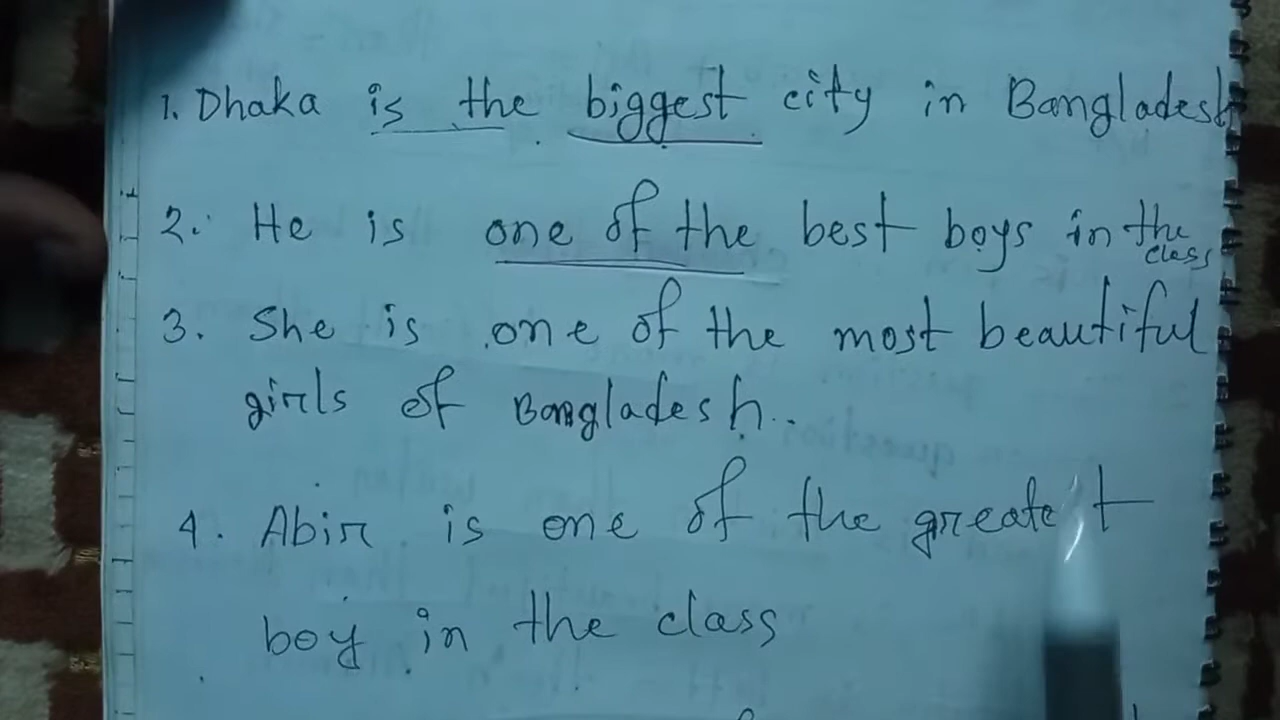 1. Dhaka is the biggest city in Bangladesh
2. He is one of the best boys in the
class
3. She is one of the most beautiful
girls of Bangladesh..
4. Abir is one of the
boy in the class